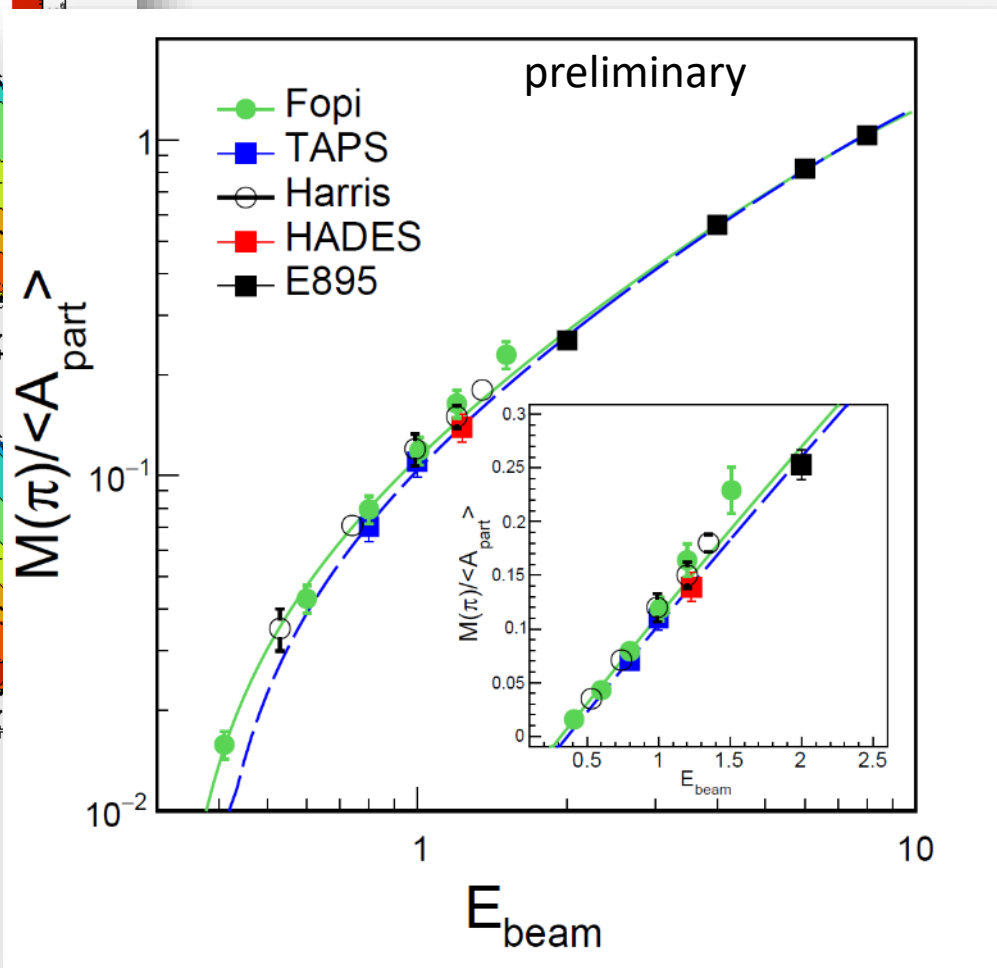 preliminary
Fopi
TAPS
Harris
HADES
E895
M(π)/<A_part>
1
10⁻¹
10⁻²
1
10
E_beam
0.3
0.25
0.2
0.15
0.1
0.05
0
M(π)/<A_part>
0.5
1
1.5
2
2.5
E_beam